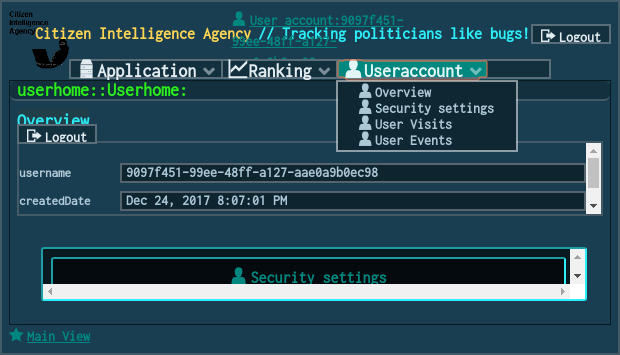 Citizen
Intelligence
Agency
User account:9097f451-
99ee-48ff-a127-
Citizen Intelligence Agency // Tracking politicians like bugs!
Logout
Application
Ranking
Useraccount
userhome::Userhome:
Overview
Security settings
User Visits
User Events
Overview
Logout
username
9097f451-99ee-48ff-a127-aae0a9b0ec98
createdDate
Dec 24, 2017 8:07:01 PM
Security settings
Main View